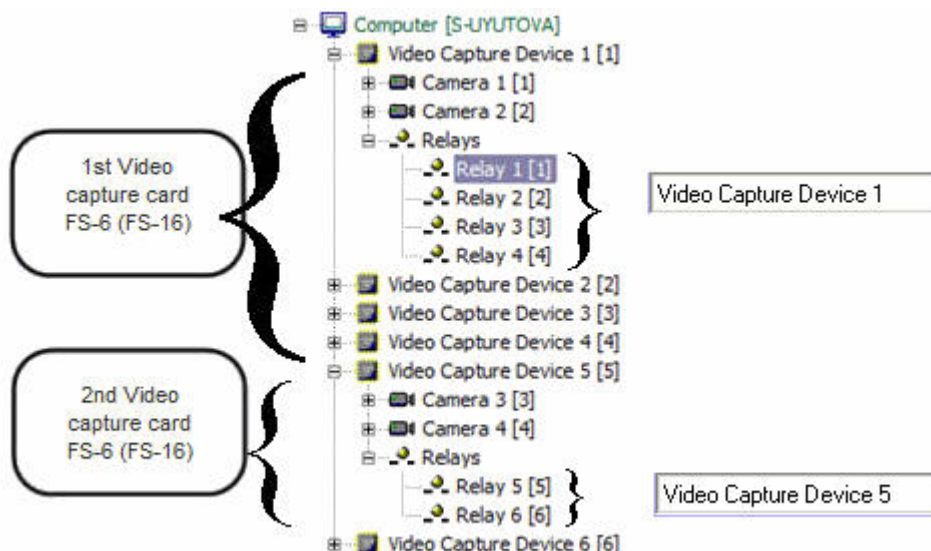 Computer [S-UYUTOVA]
Video Capture Device 1 [1]
Camera 1 [1]
Camera 2 [2]
Relays
Relay 1 [1]
Relay 2 [2]
Relay 3 [3]
Relay 4 [4]
1st Video
capture card
FS-6 (FS-16)
Video Capture Device 1
Video Capture Device 2 [2]
Video Capture Device 3 [3]
Video Capture Device 4 [4]
Video Capture Device 5 [5]
Camera 3 [3]
Camera 4 [4]
Relays
Relay 5 [5]
Relay 6 [6]
2nd Video
capture card
FS-6 (FS-16)
Video Capture Device 5
Video Capture Device 6 [6]